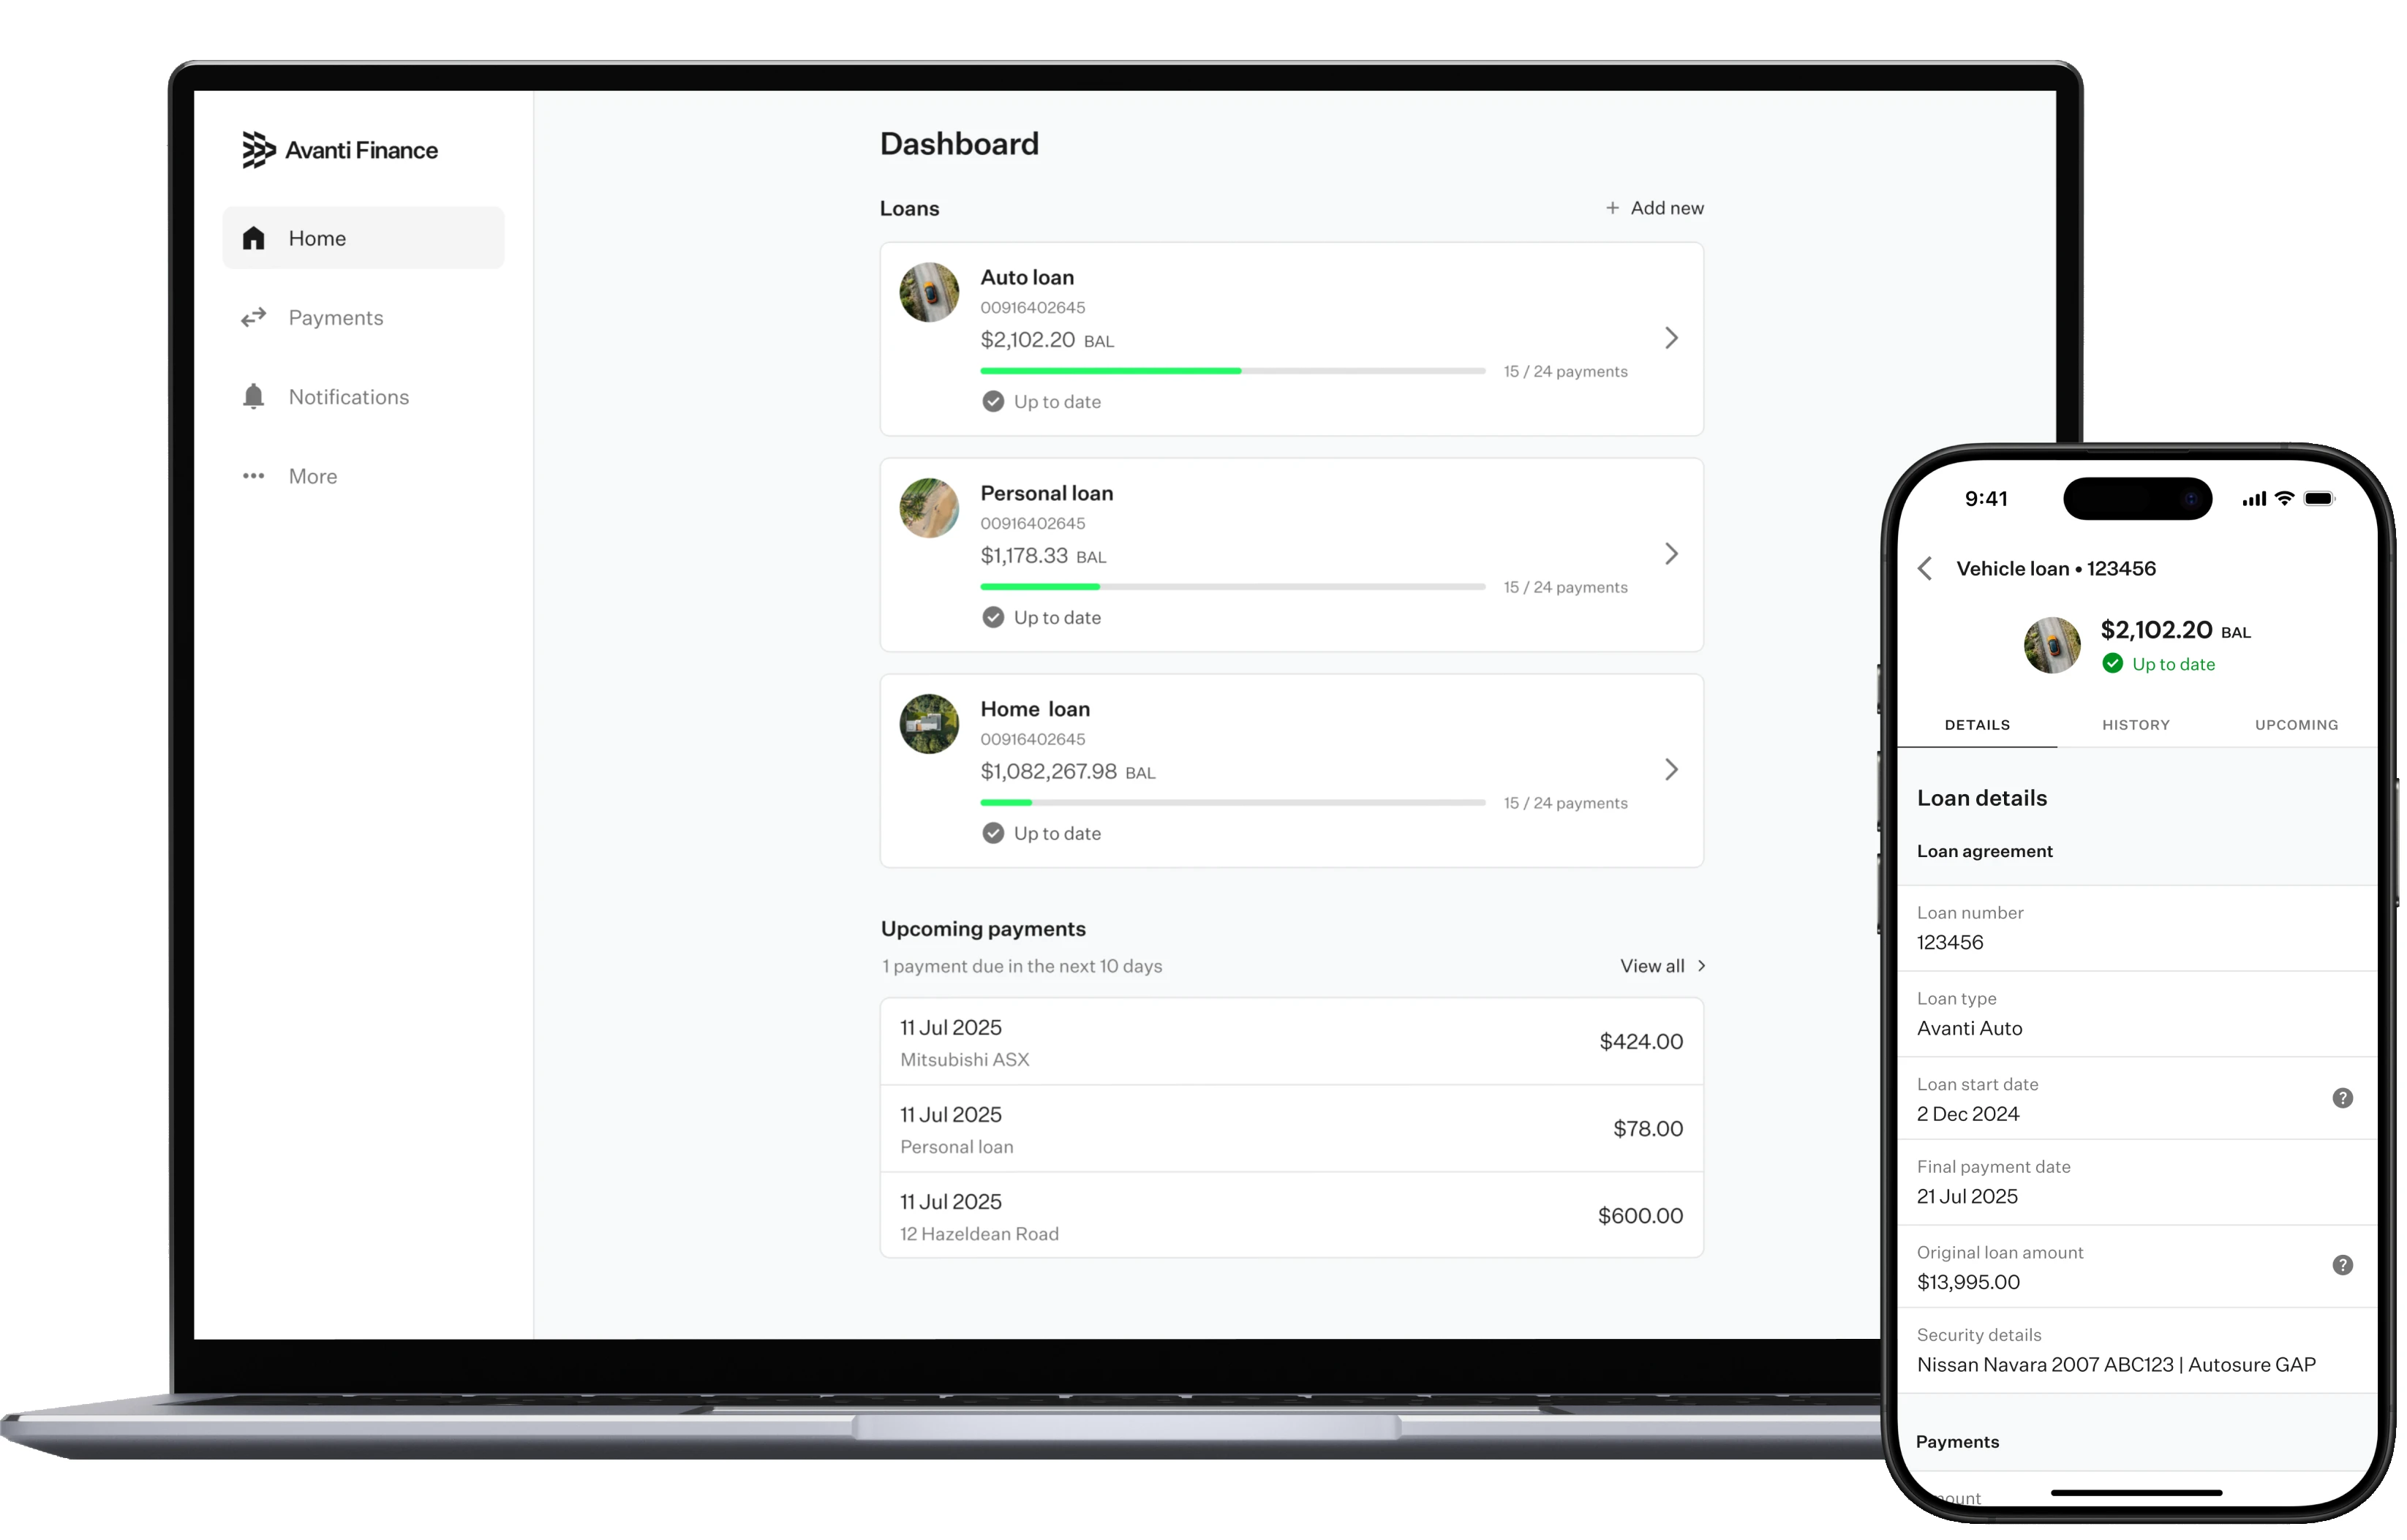 Avanti Finance
Home
Payments
Notifications
More
Dashboard
Loans
+ Add new
Auto loan
00916402645
$2,102.20 BAL
15 / 24 payments
Up to date
Personal loan
00916402645
$1,178.33 BAL
15 / 24 payments
Up to date
Home loan
00916402645
$1,082,267.98 BAL
15 / 24 payments
Up to date
Upcoming payments
1 payment due in the next 10 days
View all
11 Jul 2025
Mitsubishi ASX
$424.00
11 Jul 2025
Personal loan
$78.00
11 Jul 2025
12 Hazeldean Road
$600.00
9:41
Vehicle loan • 123456
$2,102.20 BAL
Up to date
DETAILS HISTORY UPCOMING
Loan details
Loan agreement
Loan number
123456
Loan type
Avanti Auto
Loan start date
2 Dec 2024
Final payment date
21 Jul 2025
Original loan amount
$13,995.00
Security details
Nissan Navara 2007 ABC123 | Autosure GAP
Payments